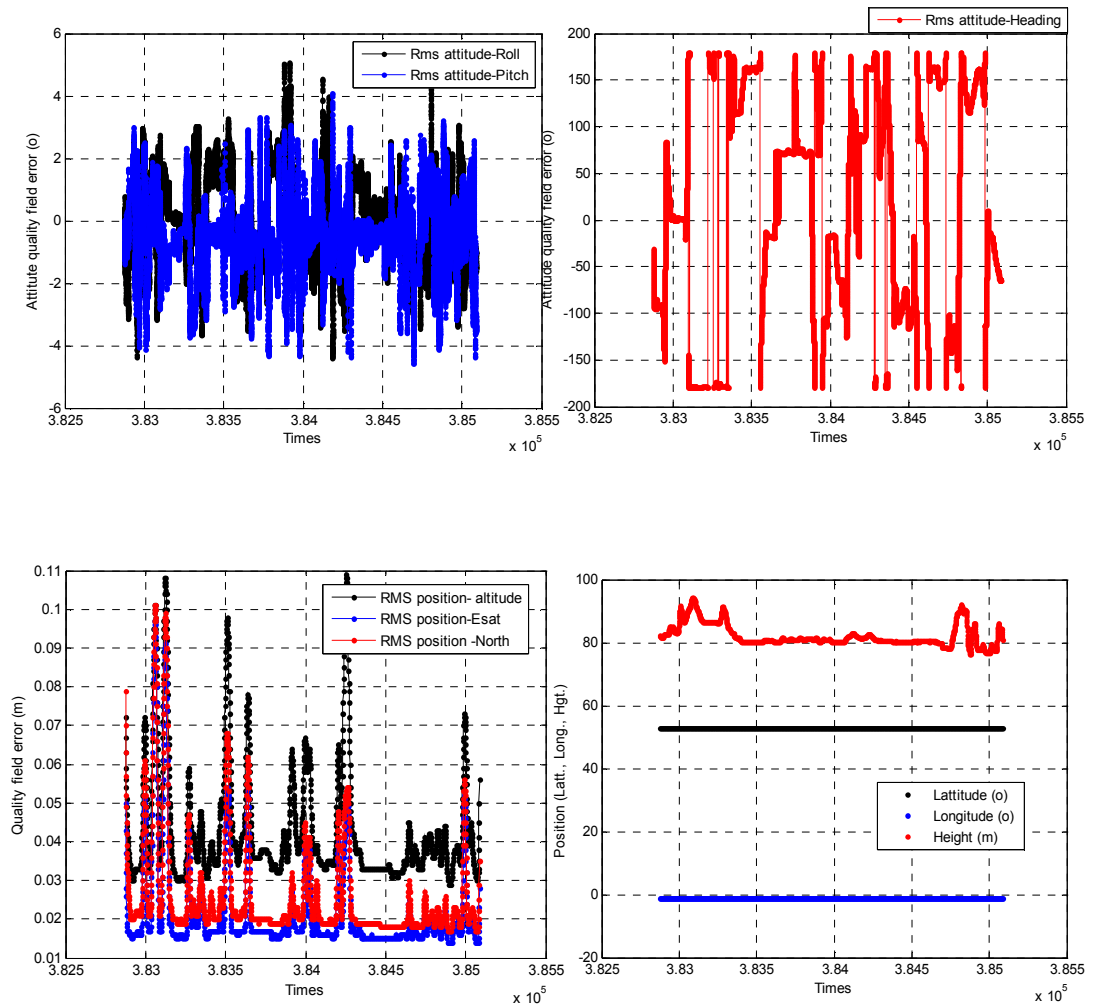 Rms attitude-Roll
Rms attitude-Pitch
6
4
2
0
-2
-4
-6
Attitude quality field error (o)
3.825 3.83 3.835 3.84 3.845 3.85 3.855
Times
x 10^5
Rms attitude-Heading
200
150
100
50
0
-50
-100
-150
-200
Attitude quality field error (o)
3.825 3.83 3.835 3.84 3.845 3.85 3.855
Times
x 10^5
RMS position- altitude
RMS position-Esat
RMS position -North
0.11
0.1
0.09
0.08
0.07
0.06
0.05
0.04
0.03
0.02
0.01
Quality field error (m)
3.825 3.83 3.835 3.84 3.845 3.85 3.855
Times
x 10^5
100
80
60
40
20
0
-20
Position (Latt., Long., Hgt.)
Lattitude (o)
Longitude (o)
Height (m)
3.825 3.83 3.835 3.84 3.845 3.85 3.855
Times
x 10^5